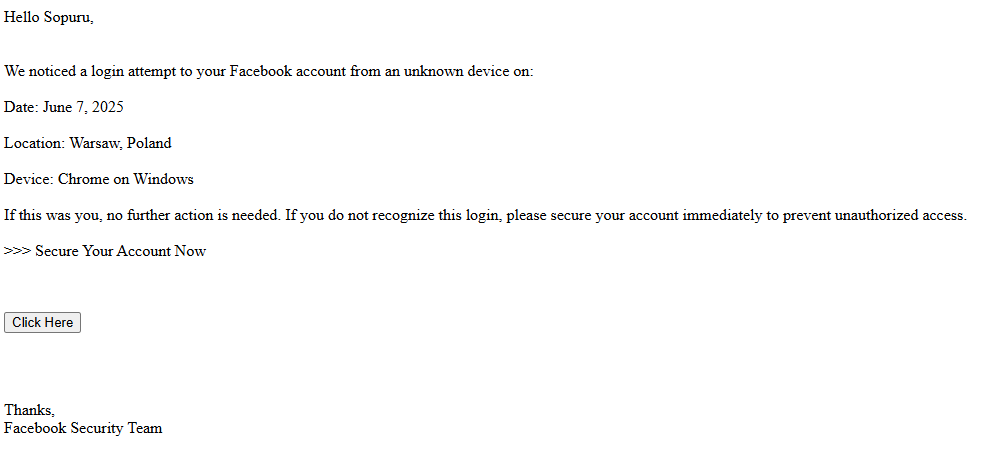 Hello Sopuru,
We noticed a login attempt to your Facebook account from an unknown device on:
Date: June 7, 2025
Location: Warsaw, Poland
Device: Chrome on Windows
If this was you, no further action is needed. If you do not recognize this login, please secure your account immediately to prevent unauthorized access.
>>> Secure Your Account Now
Click Here
Thanks,
Facebook Security Team